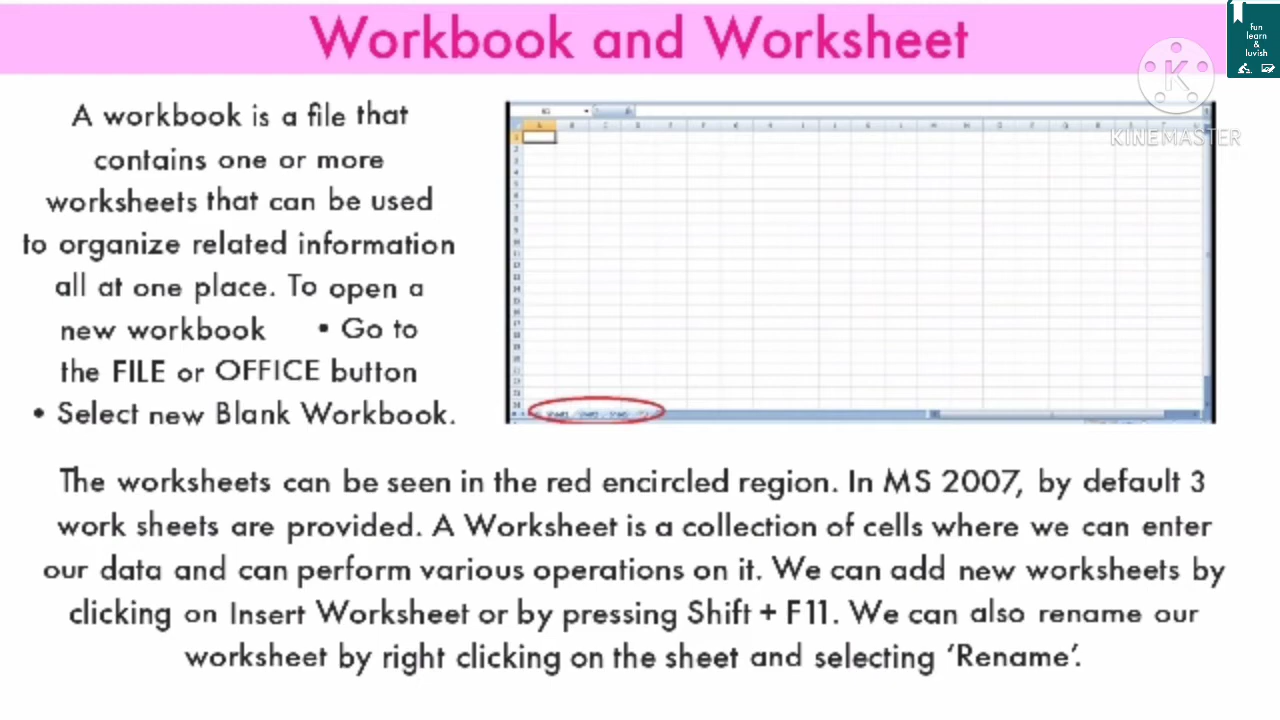 Workbook and Worksheet
fun
learn
&
luvish
K
KINEMASTER
A workbook is a file that
contains one or more
worksheets that can be used
to organize related information
all at one place. To open a
new workbook • Go to
the FILE or OFFICE button
• Select new Blank Workbook.
The worksheets can be seen in the red encircled region. In MS 2007, by default 3
work sheets are provided. A Worksheet is a collection of cells where we can enter
our data and can perform various operations on it. We can add new worksheets by
clicking on Insert Worksheet or by pressing Shift + F11. We can also rename our
worksheet by right clicking on the sheet and selecting ‘Rename’.